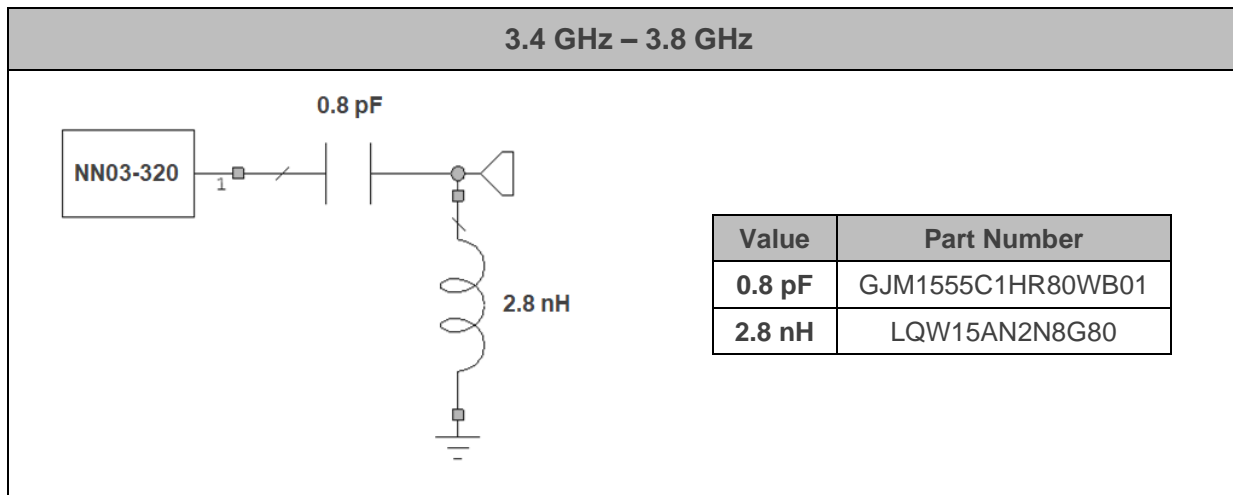 3.4 GHz – 3.8 GHz
0.8 pF
NN03-320
1
2.8 nH
Value Part Number
0.8 pF GJM1555C1HR80WB01
2.8 nH LQW15AN2N8G80